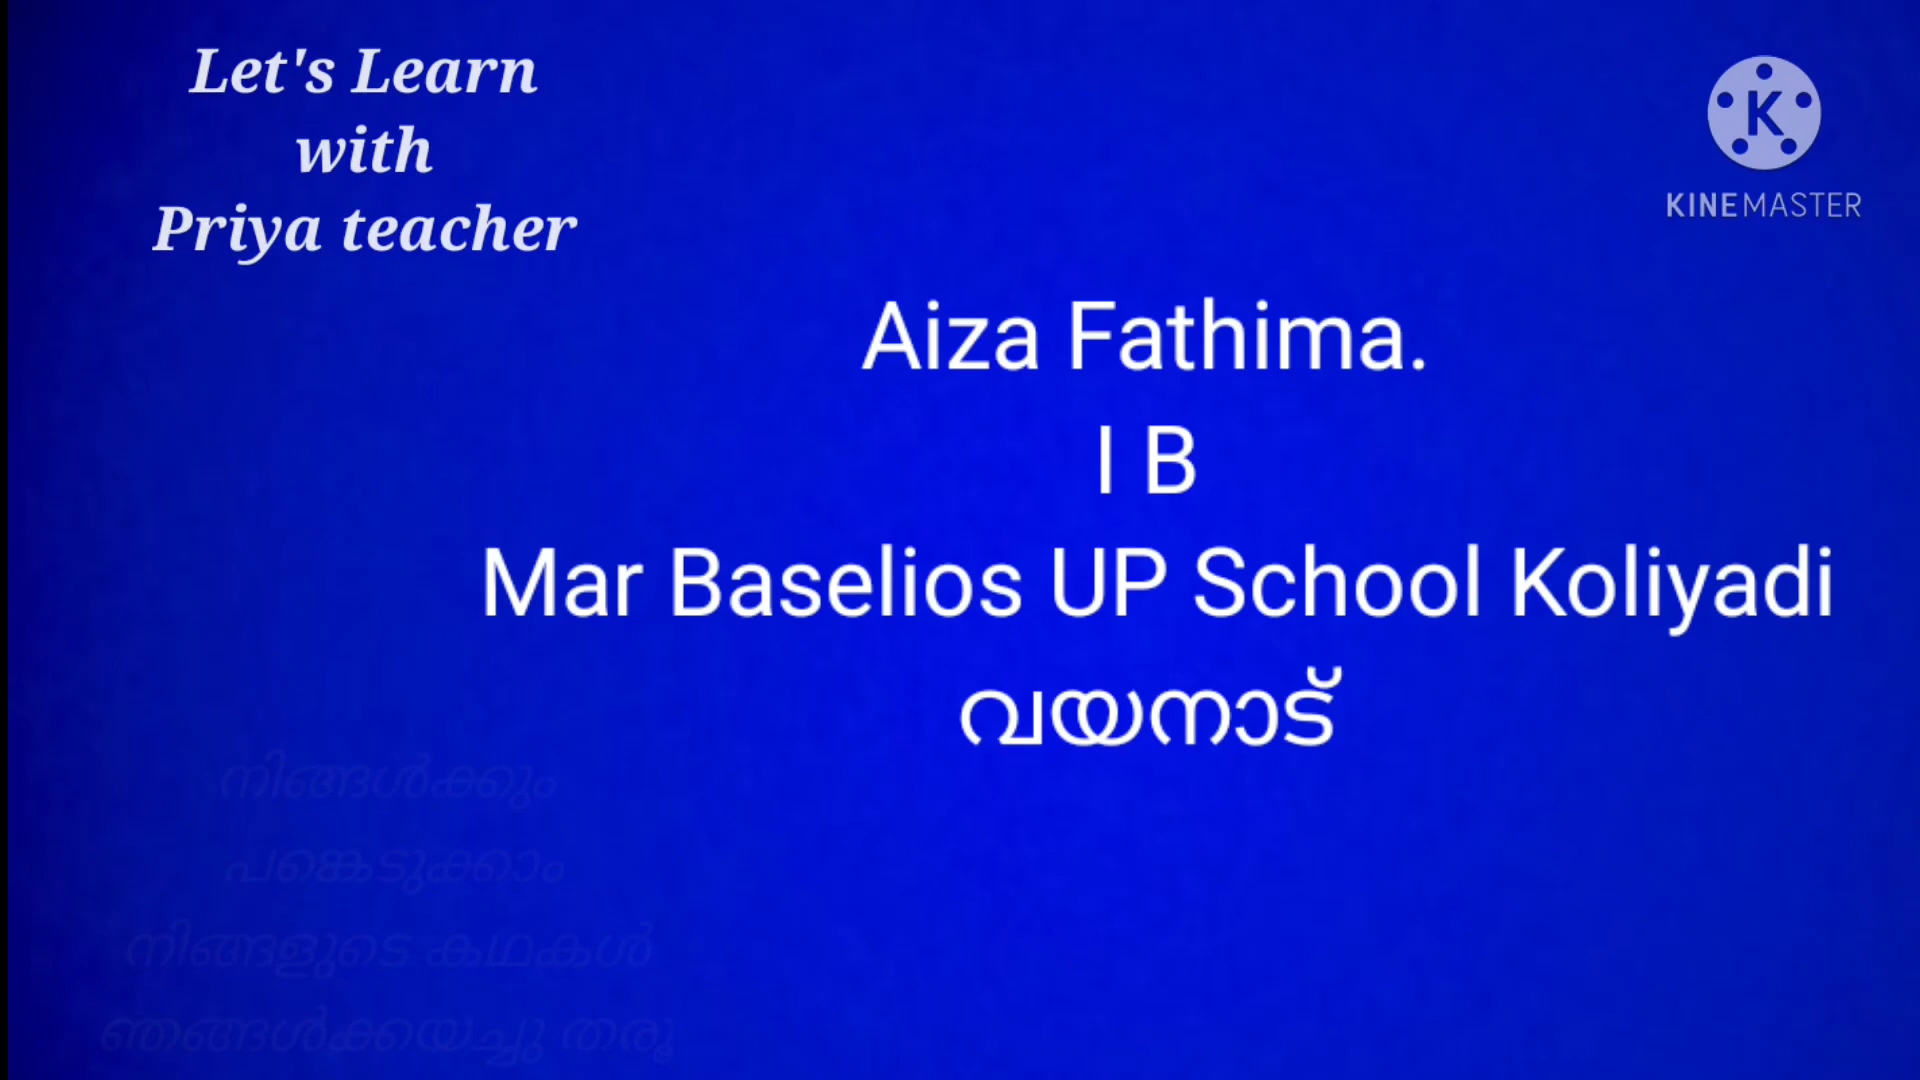 Let's Learn
with
Priya teacher
KINEMASTER
Aiza Fathima.
I B
Mar Baselios UP School Koliyadi
വയനാട്
നിങ്ങൾക്കും
പങ്കെടുക്കാം
നിങ്ങളുടെ കഥകൾ
ഞങ്ങൾക്കയച്ചു തരൂ